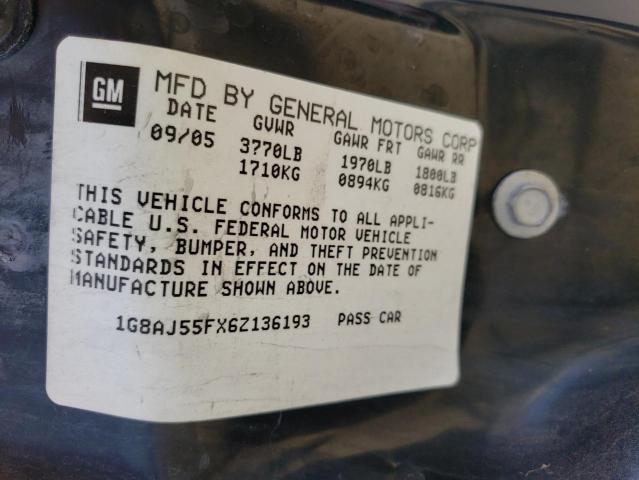 GM
MFD BY GENERAL MOTORS CORP
DATE GVWR GAWR FRT GAWR RR
09/05 3770LB 1970LB 1800LB
1710KG 0894KG 0816KG
THIS VEHICLE CONFORMS TO ALL APPLI-
CABLE U.S. FEDERAL MOTOR VEHICLE
SAFETY, BUMPER, AND THEFT PREVENTION
STANDARDS IN EFFECT ON THE DATE OF
MANUFACTURE SHOWN ABOVE.
1G8AJ55FX6Z136193 PASS CAR